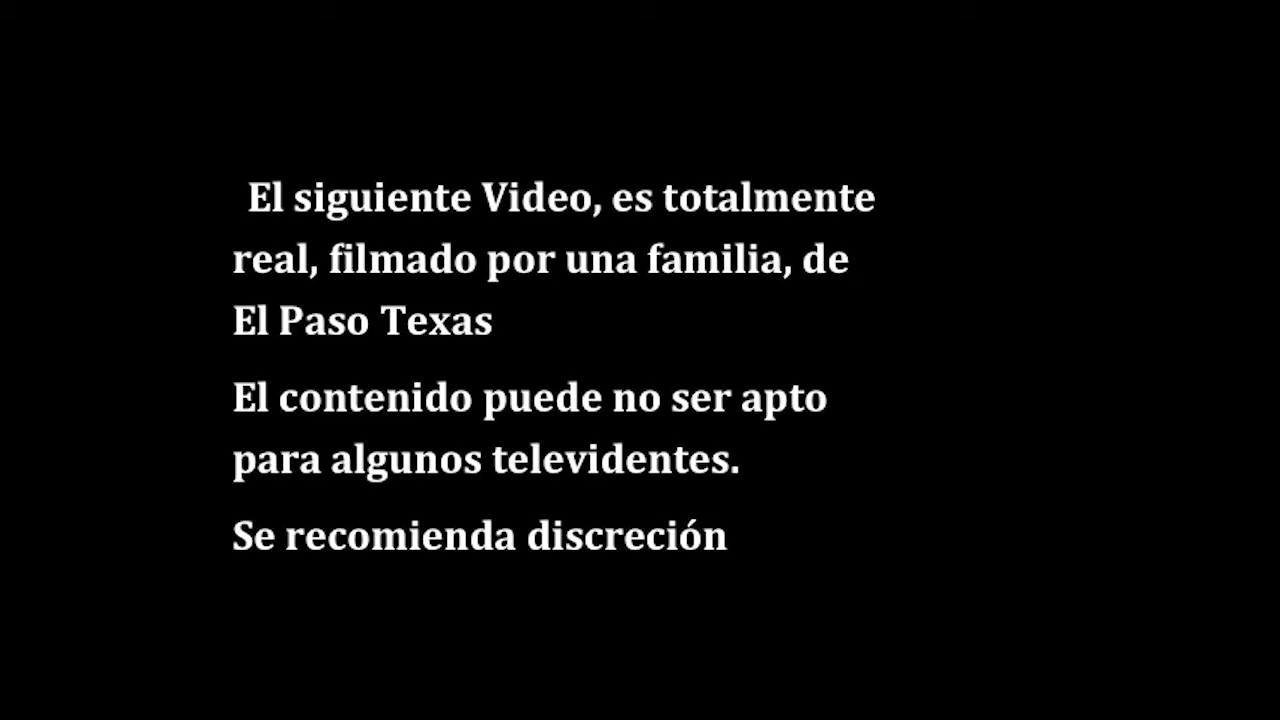 El siguiente Video, es totalmente
real, filmado por una familia, de
El Paso Texas
El contenido puede no ser apto
para algunos televidentes.
Se recomienda discreción